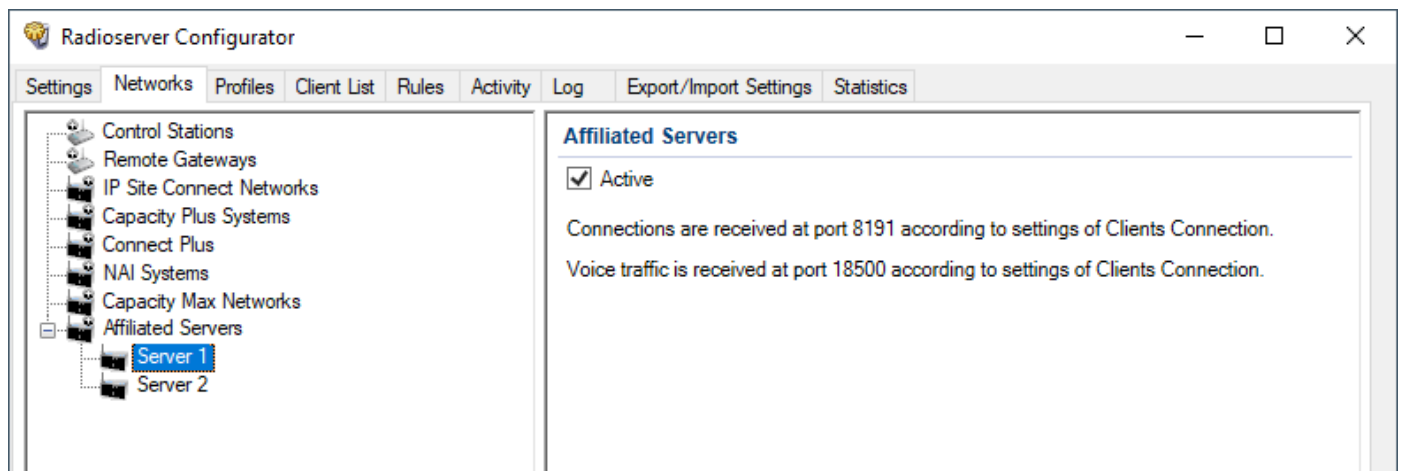 Radioserver Configurator
Settings Networks Profiles Client List Rules Activity Log Export/Import Settings Statistics
Control Stations
Remote Gateways
IP Site Connect Networks
Capacity Plus Systems
Connect Plus
NAI Systems
Capacity Max Networks
Affiliated Servers
Server 1
Server 2
Affiliated Servers
Active
Connections are received at port 8191 according to settings of Clients Connection.
Voice traffic is received at port 18500 according to settings of Clients Connection.